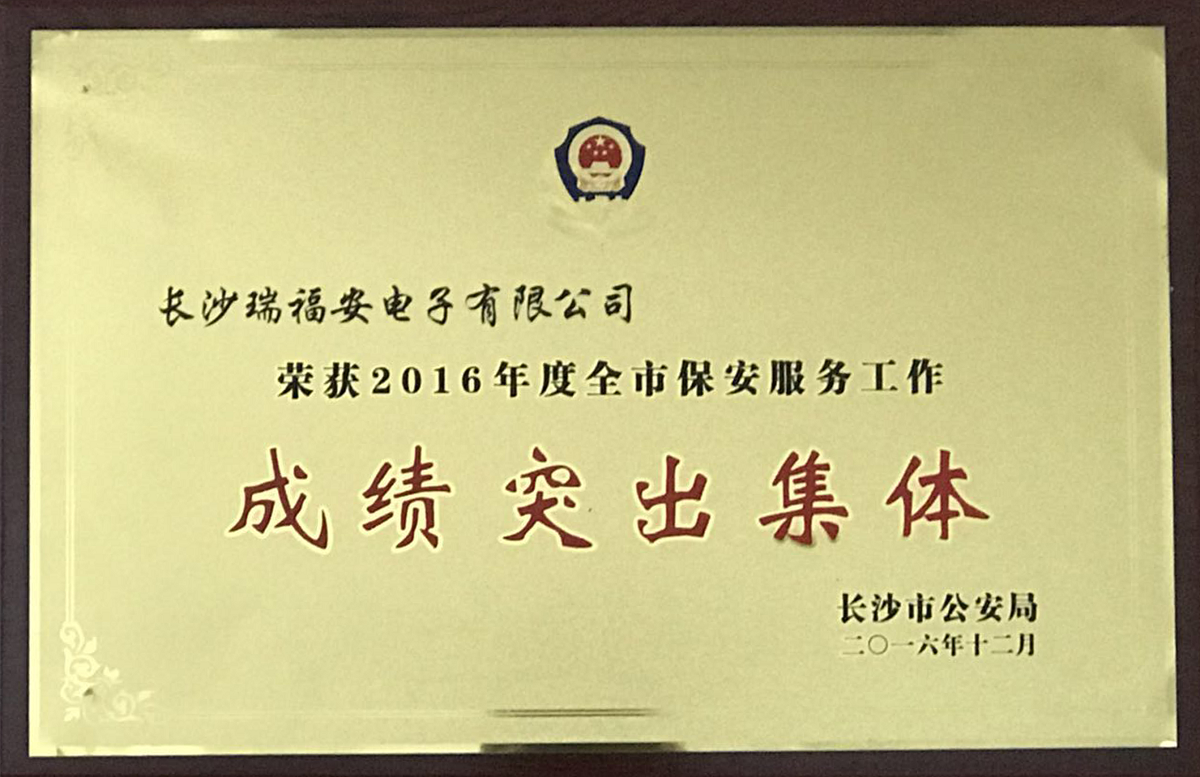 长沙瑞福安电子有限公司
荣获2016年度全市保安服务工作
成绩突出集体
长沙市公安局
二〇一六年十二月